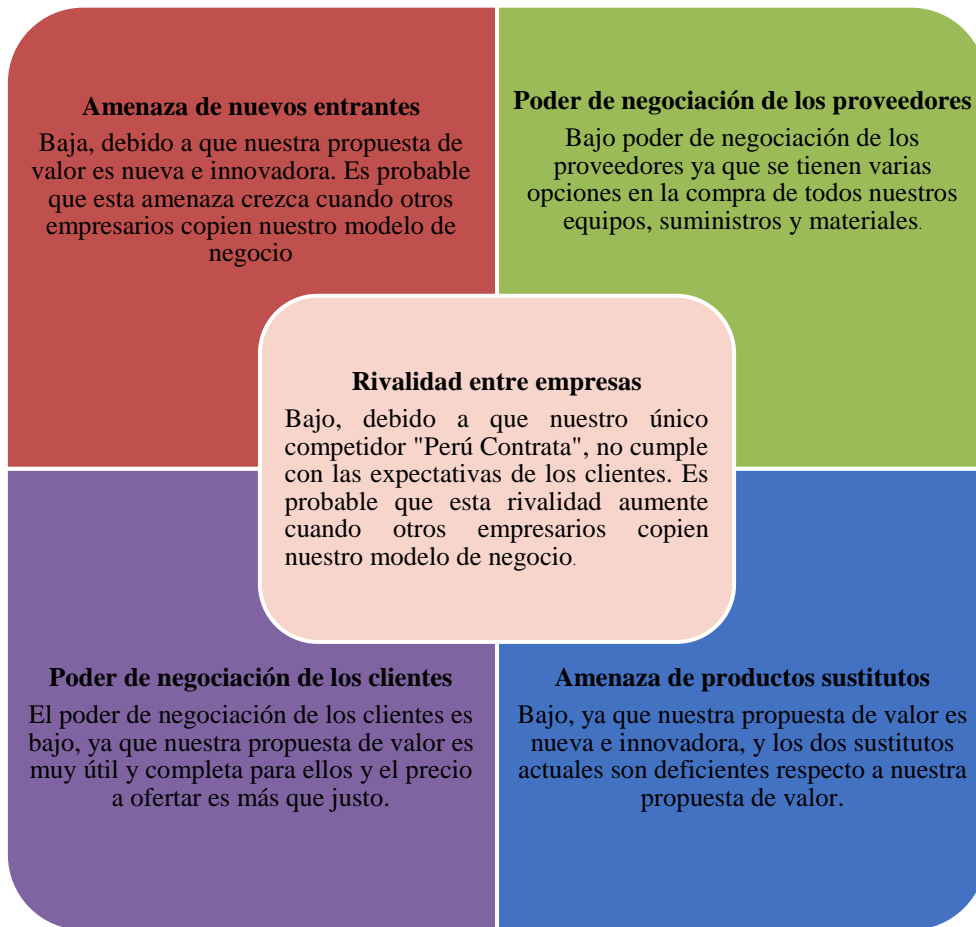 Amenaza de nuevos entrantes
Baja, debido a que nuestra propuesta de
valor es nueva e innovadora. Es probable
que esta amenaza crezca cuando otros
empresarios copien nuestro modelo de
negocio
Poder de negociación de los proveedores
Bajo poder de negociación de los
proveedores ya que se tienen varias
opciones en la compra de todos nuestros
equipos, suministros y materiales.
Rivalidad entre empresas
Bajo, debido a que nuestro único
competidor "Perú Contrata", no cumple
con las expectativas de los clientes. Es
probable que esta rivalidad aumente
cuando otros empresarios copien
nuestro modelo de negocio.
Poder de negociación de los clientes
El poder de negociación de los clientes es
bajo, ya que nuestra propuesta de valor es
muy útil y completa para ellos y el precio
a ofertar es más que justo.
Amenaza de productos sustitutos
Bajo, ya que nuestra propuesta de valor es
nueva e innovadora, y los dos sustitutos
actuales son deficientes respecto a nuestra
propuesta de valor.